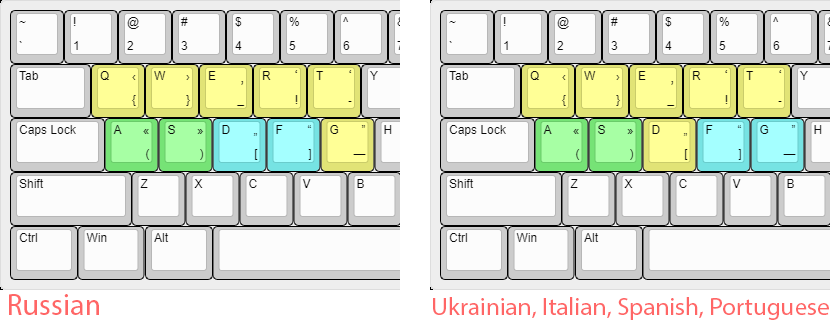 ~ ! @ # $ % ^
` 1 2 3 4 5 6
Tab Q ‹ W › E ‚ R ‘ T ‘ Y
{ } _ ! -
Caps Lock A « S » D „ F “ G ” H
( ) [ ] —
Shift Z X C V B
Ctrl Win Alt
Russian
~ ! @ # $ % ^
` 1 2 3 4 5 6
Tab Q ‹ W › E ‚ R ‘ T ‘ Y
{ } _ ! -
Caps Lock A « S » D „ F “ G ” H
( ) [ ] —
Shift Z X C V B
Ctrl Win Alt
Ukrainian, Italian, Spanish, Portuguese